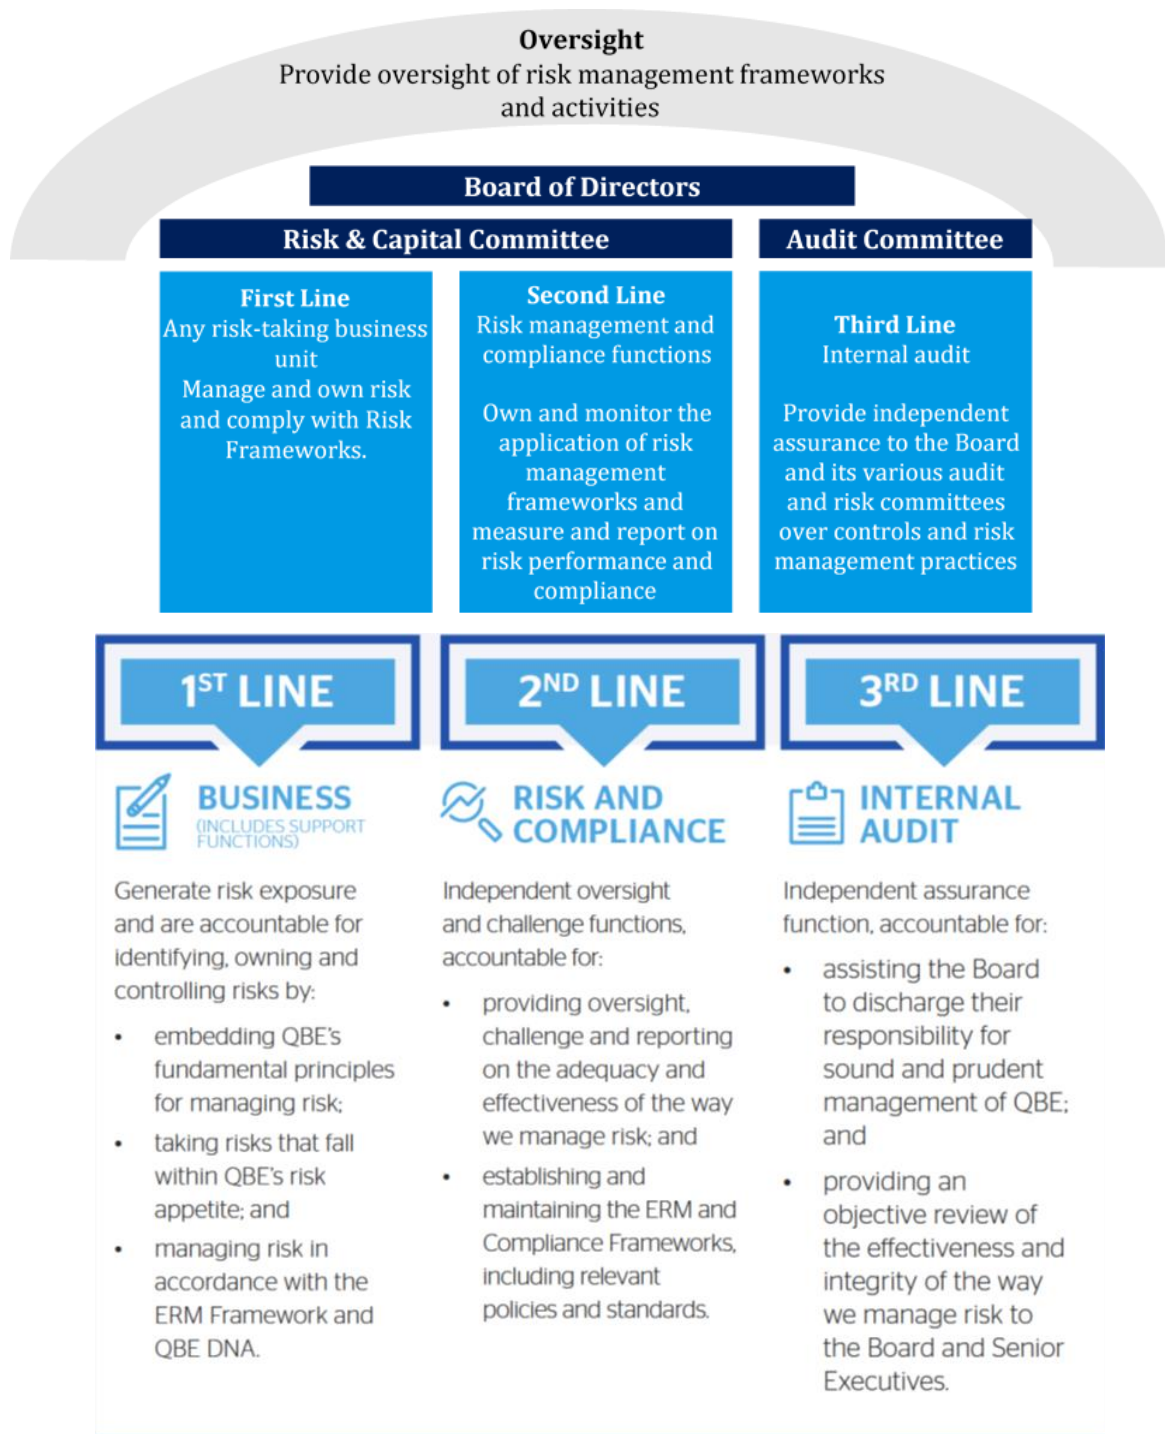 Oversight
Provide oversight of risk management frameworks
and activities
Board of Directors
Risk & Capital Committee
Audit Committee
First Line
Any risk-taking business
unit
Manage and own risk
and comply with Risk
Frameworks.
Second Line
Risk management and
compliance functions
Own and monitor the
application of risk
management
frameworks and
measure and report on
risk performance and
compliance
Third Line
Internal audit
Provide independent
assurance to the Board
and its various audit
and risk committees
over controls and risk
management practices
1ST LINE
BUSINESS
(INCLUDES SUPPORT
FUNCTIONS)
Generate risk exposure
and are accountable for
identifying, owning and
controlling risks by:
• embedding QBE's
fundamental principles
for managing risk;
• taking risks that fall
within QBE's risk
appetite; and
• managing risk in
accordance with the
ERM Framework and
QBE DNA.
2ND LINE
RISK AND
COMPLIANCE
Independent oversight
and challenge functions,
accountable for:
• providing oversight,
challenge and reporting
on the adequacy and
effectiveness of the way
we manage risk; and
• establishing and
maintaining the ERM and
Compliance Frameworks,
including relevant
policies and standards.
3RD LINE
INTERNAL
AUDIT
Independent assurance
function, accountable for:
• assisting the Board
to discharge their
responsibility for
sound and prudent
management of QBE;
and
• providing an
objective review of
the effectiveness and
integrity of the way
we manage risk to
the Board and Senior
Executives.